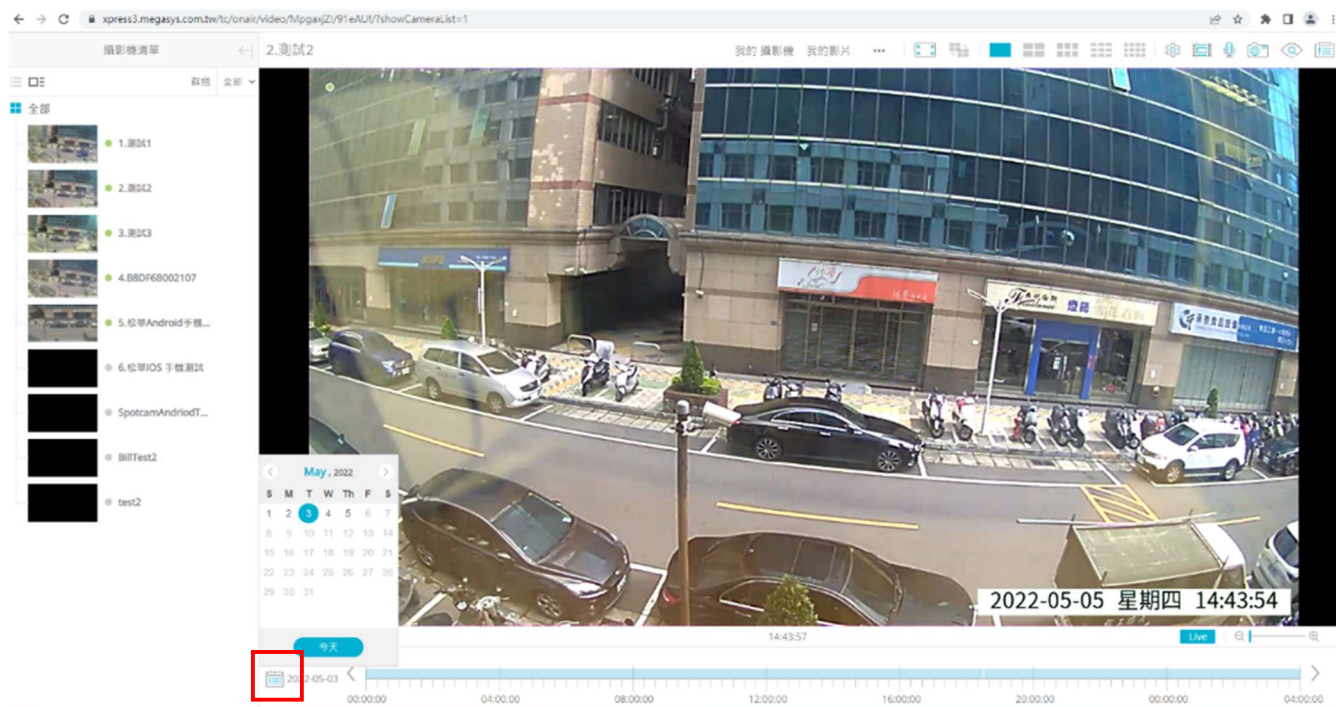 xpress3.megasys.com.tw/tc/onair/video/MpgaxjZI/91eAUf/?showCameraList=1
攝影機清單
2.測試2
我的 攝影機 我的影片
群組 全部
全部
1.測試1
2.測試2
3.測試3
4.B8DF6B002107
5.松華Android手機...
6.松華IOS 手機測試
SpotcamAndriodT...
BillTest2
test2
燈箱
May , 2022
S M T W Th F S
1 2 3 4 5 6 7
8 9 10 11 12 13 14
15 16 17 18 19 20 21
22 23 24 25 26 27 28
29 30 31
今天
2022-05-05 星期四 14:43:54
14:43:57
Live
2022-05-03
00:00:00 04:00:00 08:00:00 12:00:00 16:00:00 20:00:00 00:00:00 04:00:00